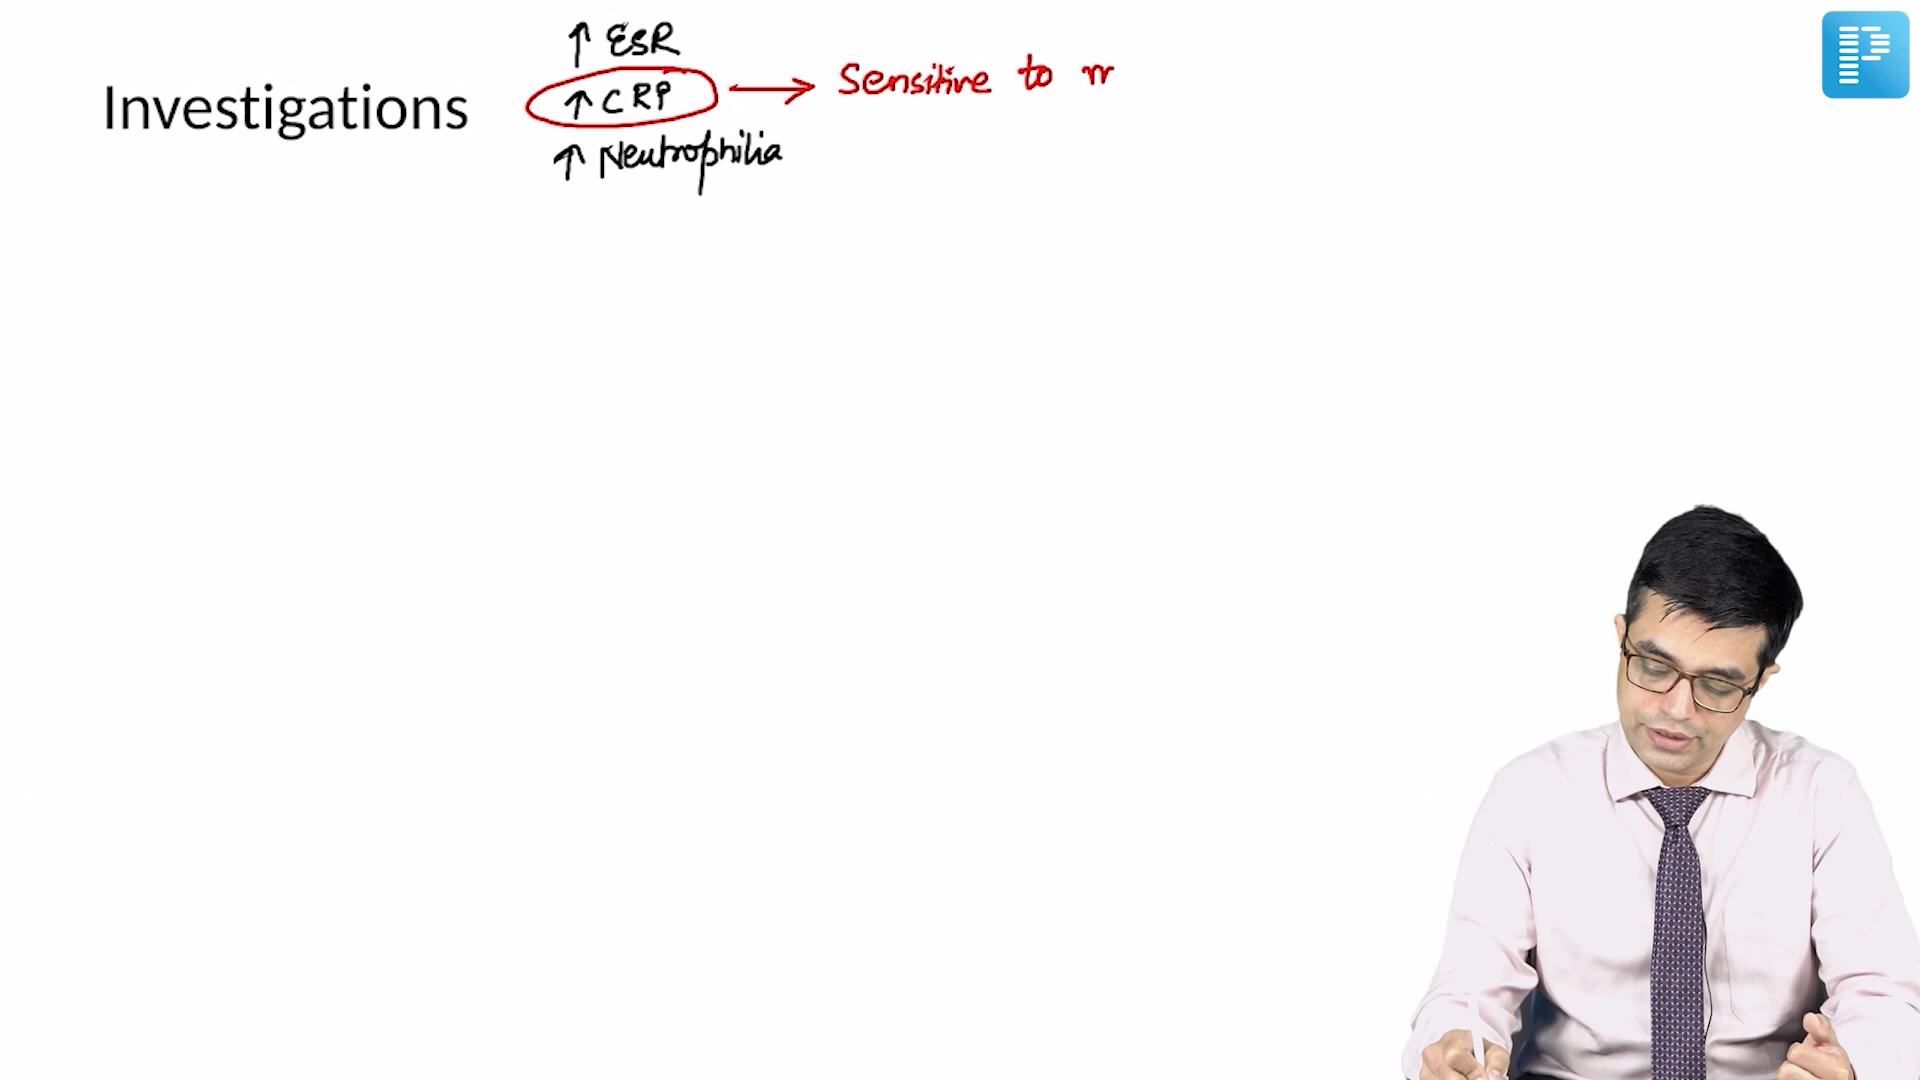 ↑ ESR
Investigations
↑ CRP → Sensitive to
↑ Neutrophilia